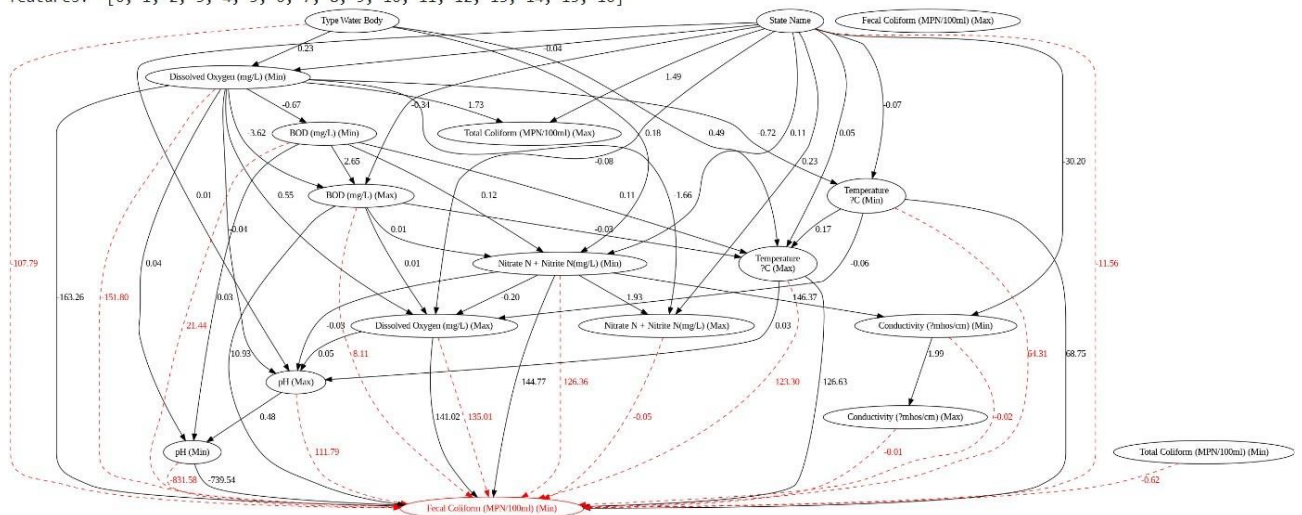 features: [0, 1, 2, 3, 4, 5, 6, 7, 8, 9, 10, 11, 12, 13, 14, 15, 16]
Type Water Body
State Name
Fecal Coliform (MPN/100ml) (Max)
0.23
-0.04
Dissolved Oxygen (mg/L) (Min)
1.49
-0.67
-0.34
1.73
-0.07
BOD (mg/L) (Min)
Total Coliform (MPN/100ml) (Max)
-3.62
0.18
0.49
-0.72
0.11
0.05
2.65
-0.08
0.23
-30.20
BOD (mg/L) (Max)
Temperature
?C (Min)
0.01
0.55
0.12
0.11
1.66
-0.04
0.01
-0.03
0.17
Nitrate N + Nitrite N(mg/L) (Min)
Temperature
?C (Max)
-107.79
0.04
0.01
-0.06
-11.56
-163.26
-151.80
0.03
-0.20
1.93
146.37
21.44
-0.03
Dissolved Oxygen (mg/L) (Max)
Nitrate N + Nitrite N(mg/L) (Max)
0.03
Conductivity (?mhos/cm) (Min)
10.93
0.05
8.11
64.31
68.75
1.99
pH (Max)
144.77
126.36
123.30
126.63
0.48
141.02
135.01
-0.05
Conductivity (?mhos/cm) (Max)
-0.02
pH (Min)
111.79
-0.01
Total Coliform (MPN/100ml) (Min)
-831.58
-739.54
-0.62
Fecal Coliform (MPN/100ml) (Min)